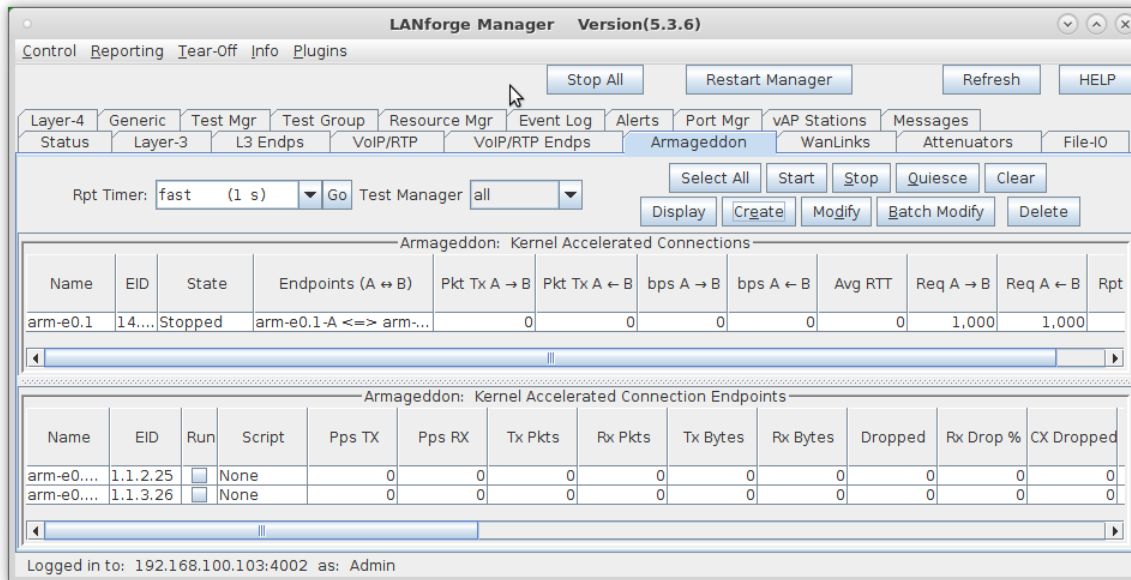 LANforge Manager Version(5.3.6)
Control Reporting Tear-Off Info Plugins
Stop All Restart Manager Refresh HELP
Layer-4 Generic Test Mgr Test Group Resource Mgr Event Log Alerts Port Mgr vAP Stations Messages
Status Layer-3 L3 Endps VoIP/RTP VoIP/RTP Endps Armageddon WanLinks Attenuators File-IO
Select All Start Stop Quiesce Clear
Rpt Timer: fast (1 s) Go Test Manager all
Display Create Modify Batch Modify Delete
Armageddon: Kernel Accelerated Connections
Name EID State Endpoints (A ↔ B) Pkt Tx A → B Pkt Tx A ← B bps A → B bps A ← B Avg RTT Req A → B Req A ← B Rpt
arm-e0.1 14.... Stopped arm-e0.1-A <=> arm-... 0 0 0 0 0 1,000 1,000
Armageddon: Kernel Accelerated Connection Endpoints
Name EID Run Script Pps TX Pps RX Tx Pkts Rx Pkts Tx Bytes Rx Bytes Dropped Rx Drop % CX Dropped
arm-e0.... 1.1.2.25 None 0 0 0 0 0 0 0 0 0
arm-e0.... 1.1.3.26 None 0 0 0 0 0 0 0 0 0
Logged in to: 192.168.100.103:4002 as: Admin